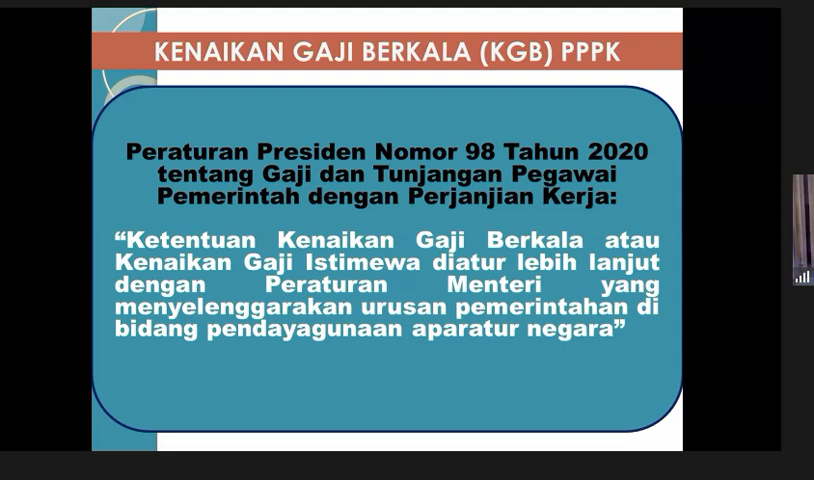 KENAIKAN GAJI BERKALA (KGB) PPPK
Peraturan Presiden Nomor 98 Tahun 2020
tentang Gaji dan Tunjangan Pegawai
Pemerintah dengan Perjanjian Kerja:
“Ketentuan Kenaikan Gaji Berkala atau
Kenaikan Gaji Istimewa diatur lebih lanjut
dengan Peraturan Menteri yang
menyelenggarakan urusan pemerintahan di
bidang pendayagunaan aparatur negara”